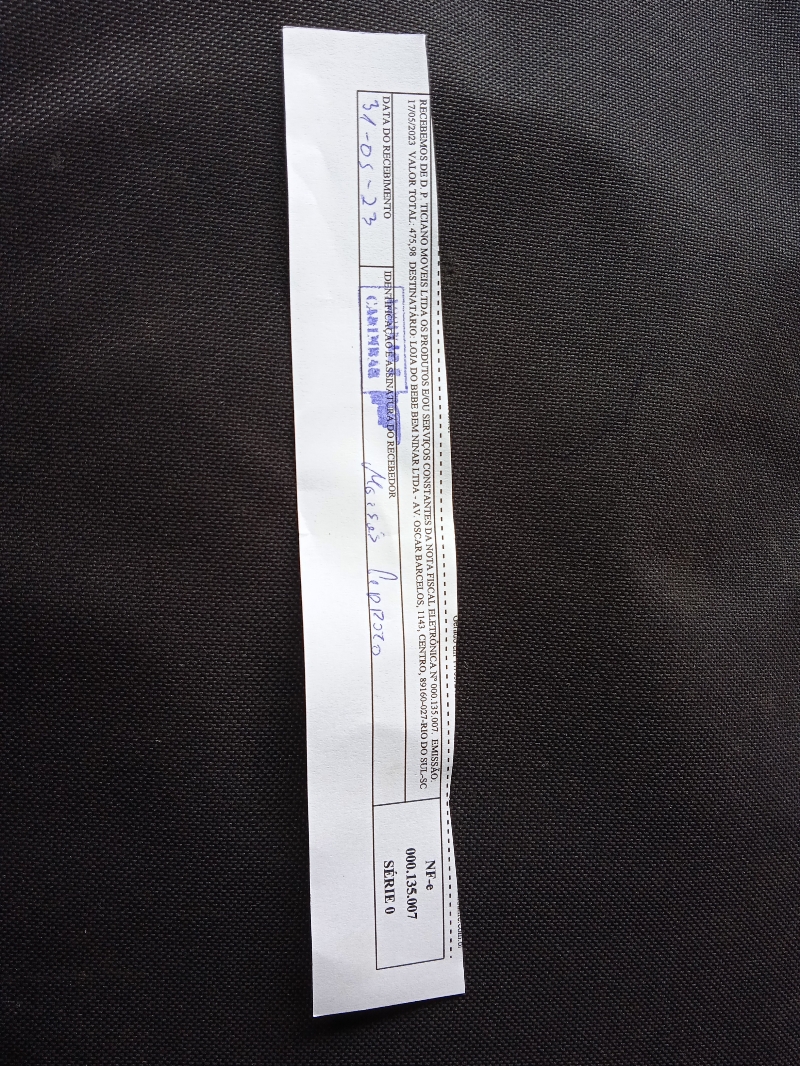 RECEBEMOS DE D. P. TICIANO MOVEIS LTDA OS PRODUTOS E/OU SERVIÇOS CONSTANTES DA NOTA FISCAL ELETRÔNICA Nº 000.135.007. EMISSÃO:
17/05/2023 VALOR TOTAL: 475,98 DESTINATÁRIO: LOJA DO BEBE BEM NINAR LTDA - AV. OSCAR BARCELOS, 1143, CENTRO, 89160-027-RIO DO SUL-SC
DATA DO RECEBIMENTO
31-05-23
IDENTIFICAÇÃO E ASSINATURA DO RECEBEDOR
CARIMBAR
Moisés
NF-e
000.135.007
SÉRIE 0